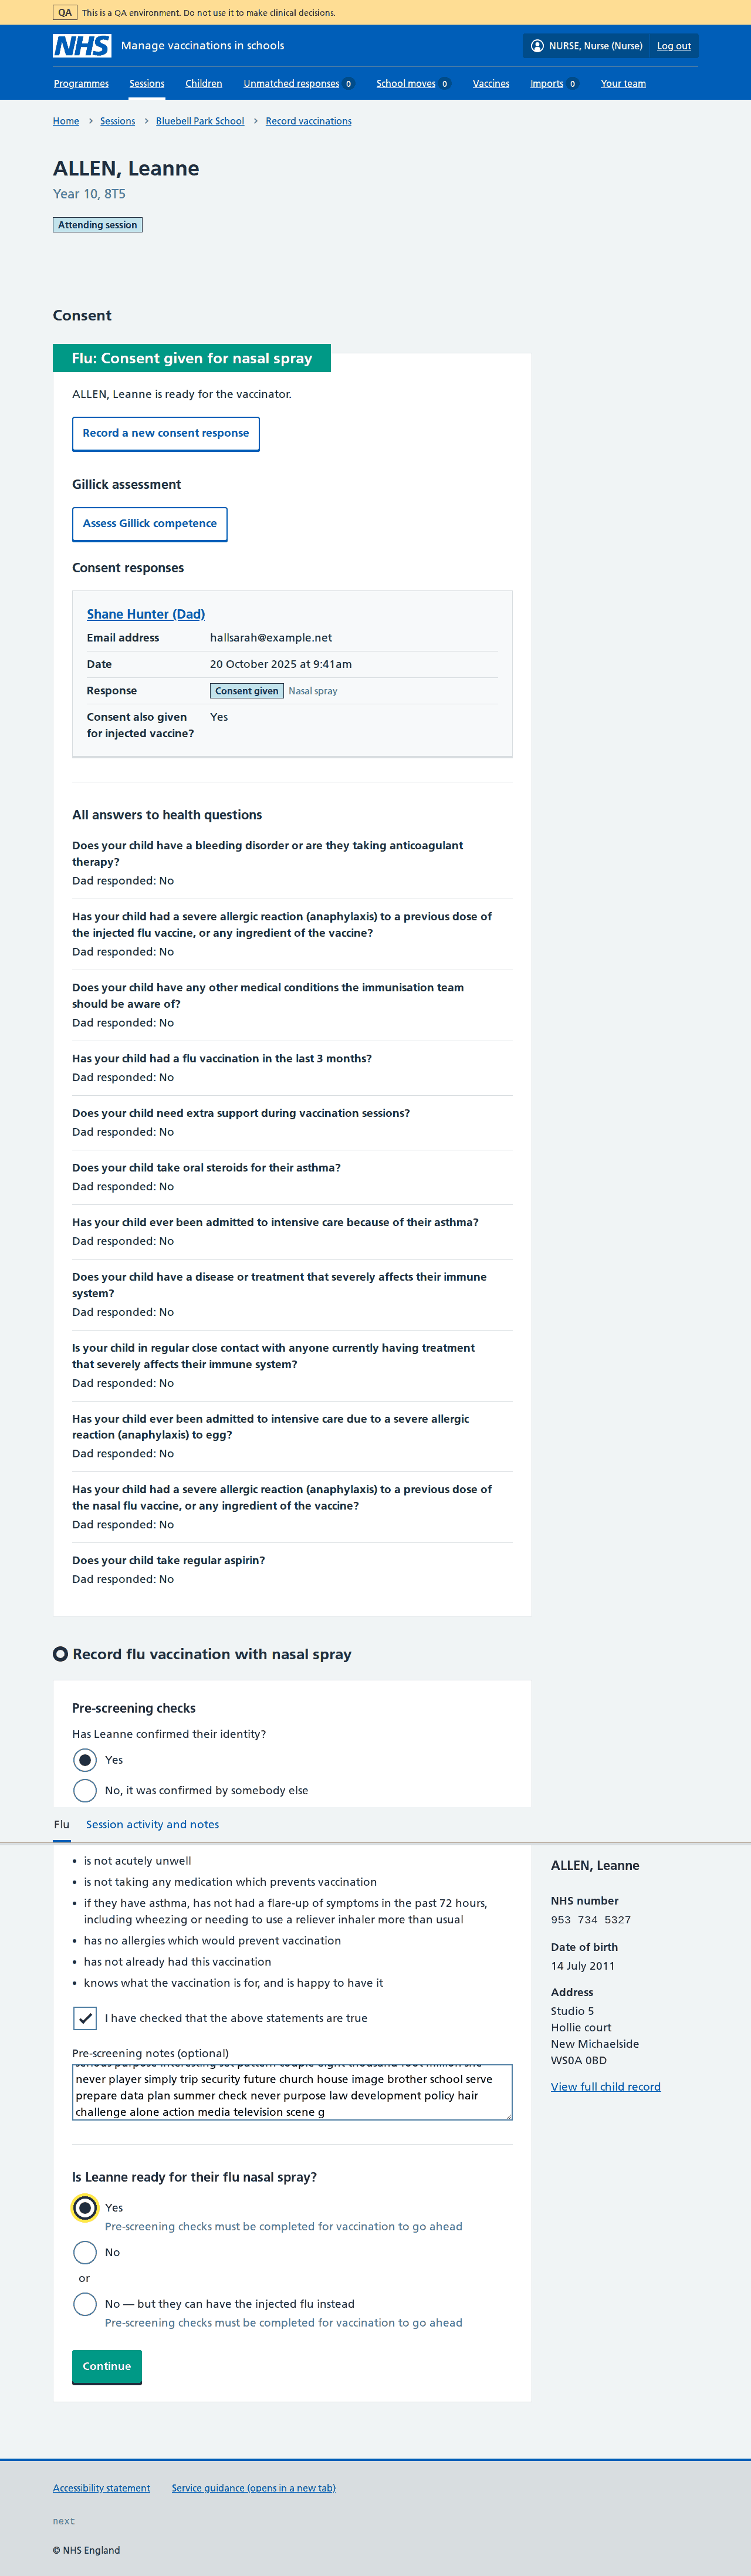 QA This is a QA environment. Do not use it to make clinical decisions.
NHS Manage vaccinations in schools NURSE, Nurse (Nurse) Log out
Programmes Sessions Children Unmatched responses 0 School moves 0 Vaccines Imports 0 Your team
Home Sessions Bluebell Park School Record vaccinations
ALLEN, Leanne
Year 10, 8T5
Attending session
Consent
Flu: Consent given for nasal spray
ALLEN, Leanne is ready for the vaccinator.
Record a new consent response
Gillick assessment
Assess Gillick competence
Consent responses
Shane Hunter (Dad)
Email address hallsarah@example.net
Date 20 October 2025 at 9:41am
Response Consent given Nasal spray
Consent also given Yes
for injected vaccine?
All answers to health questions
Does your child have a bleeding disorder or are they taking anticoagulant
therapy?
Dad responded: No
Has your child had a severe allergic reaction (anaphylaxis) to a previous dose of
the injected flu vaccine, or any ingredient of the vaccine?
Dad responded: No
Does your child have any other medical conditions the immunisation team
should be aware of?
Dad responded: No
Has your child had a flu vaccination in the last 3 months?
Dad responded: No
Does your child need extra support during vaccination sessions?
Dad responded: No
Does your child take oral steroids for their asthma?
Dad responded: No
Has your child ever been admitted to intensive care because of their asthma?
Dad responded: No
Does your child have a disease or treatment that severely affects their immune
system?
Dad responded: No
Is your child in regular close contact with anyone currently having treatment
that severely affects their immune system?
Dad responded: No
Has your child ever been admitted to intensive care due to a severe allergic
reaction (anaphylaxis) to egg?
Dad responded: No
Has your child had a severe allergic reaction (anaphylaxis) to a previous dose of
the nasal flu vaccine, or any ingredient of the vaccine?
Dad responded: No
Does your child take regular aspirin?
Dad responded: No
Record flu vaccination with nasal spray
Pre-screening checks
Has Leanne confirmed their identity?
Yes
No, it was confirmed by somebody else
Flu Session activity and notes
is not acutely unwell
is not taking any medication which prevents vaccination
if they have asthma, has not had a flare-up of symptoms in the past 72 hours,
including wheezing or needing to use a reliever inhaler more than usual
has no allergies which would prevent vaccination
has not already had this vaccination
knows what the vaccination is for, and is happy to have it
I have checked that the above statements are true
Pre-screening notes (optional)
serious purpose interesting set pattern couple eight thousand foot million she
never player simply trip security future church house image brother school serve
prepare data plan summer check never purpose law development policy hair
challenge alone action media television scene g
Is Leanne ready for their flu nasal spray?
Yes
Pre-screening checks must be completed for vaccination to go ahead
No
or
No — but they can have the injected flu instead
Pre-screening checks must be completed for vaccination to go ahead
Continue
ALLEN, Leanne
NHS number
953 734 5327
Date of birth
14 July 2011
Address
Studio 5
Hollie court
New Michaelside
WS0A 0BD
View full child record
Accessibility statement Service guidance (opens in a new tab)
next
© NHS England